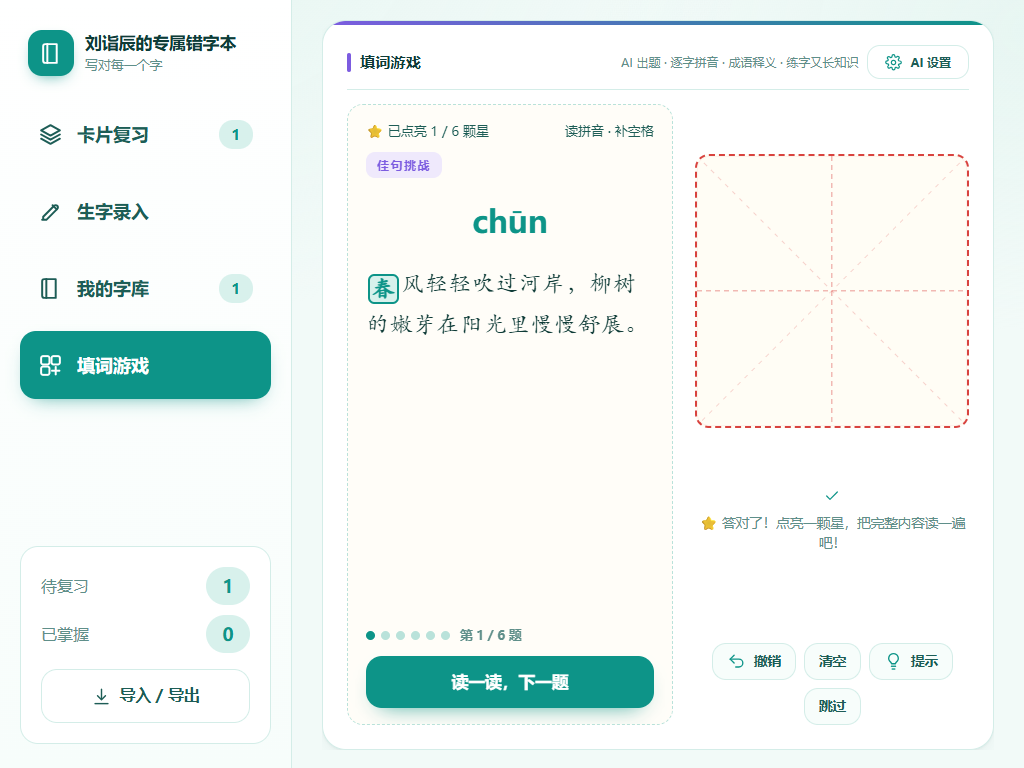 刘诣辰的专属错字本
写对每一个字
卡片复习 1
生字录入
我的字库 1
填词游戏
待复习 1
已掌握 0
导入 / 导出
填词游戏
AI 出题 · 逐字拼音 · 成语释义 · 练字又长知识
AI 设置
已点亮 1 / 6 颗星
读拼音 · 补空格
佳句挑战
chūn
春风轻轻吹过河岸，柳树
的嫩芽在阳光里慢慢舒展。
第 1 / 6 题
读一读，下一题
答对了！点亮一颗星，把完整内容读一遍
吧！
撤销
清空
提示
跳过